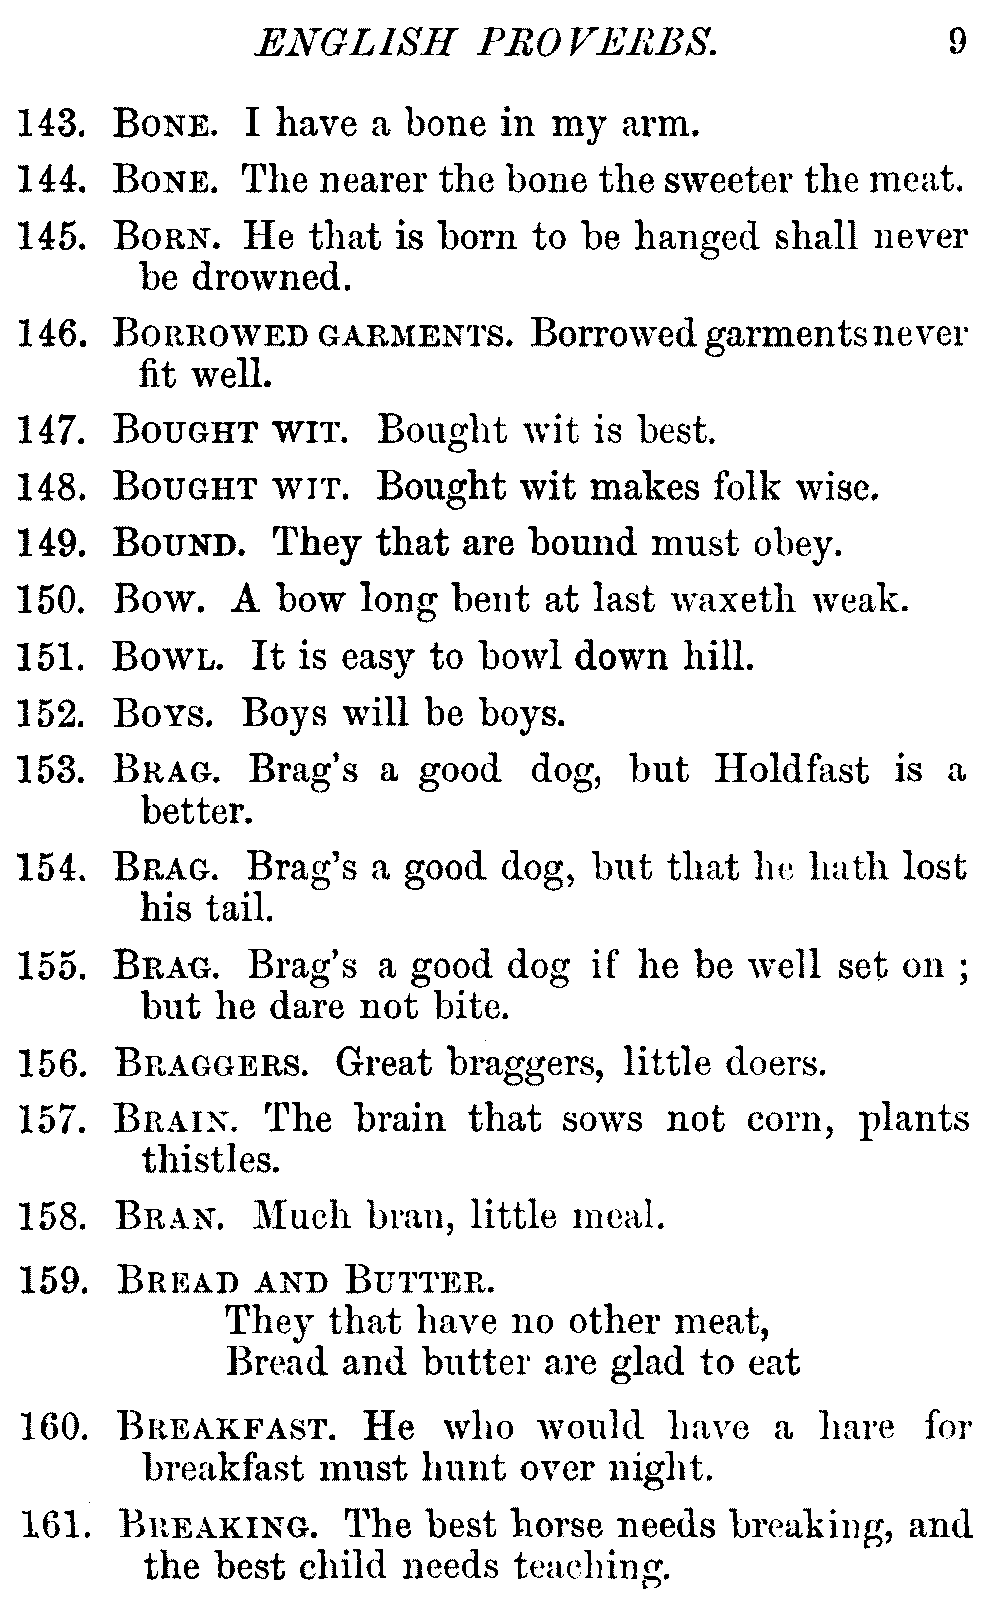 ENGLISH PROVERBS. 9
143. BONE. I have a bone in my arm.
144. BONE. The nearer the bone the sweeter the meat.
145. BORN. He that is born to be hanged shall never
be drowned.
146. BORROWED GARMENTS. Borrowed garments never
fit well.
147. BOUGHT WIT. Bought wit is best.
148. BOUGHT WIT. Bought wit makes folk wise.
149. BOUND. They that are bound must obey.
150. BOW. A bow long bent at last waxeth weak.
151. BOWL. It is easy to bowl down hill.
152. BOYS. Boys will be boys.
153. BRAG. Brag's a good dog, but Holdfast is a
better.
154. BRAG. Brag's a good dog, but that he hath lost
his tail.
155. BRAG. Brag's a good dog if he be well set on ;
but he dare not bite.
156. BRAGGERS. Great braggers, little doers.
157. BRAIN. The brain that sows not corn, plants
thistles.
158. BRAN. Much bran, little meal.
159. BREAD AND BUTTER.
They that have no other meat,
Bread and butter are glad to eat
160. BREAKFAST. He who would have a hare for
breakfast must hunt over night.
161. BREAKING. The best horse needs breaking, and
the best child needs teaching.